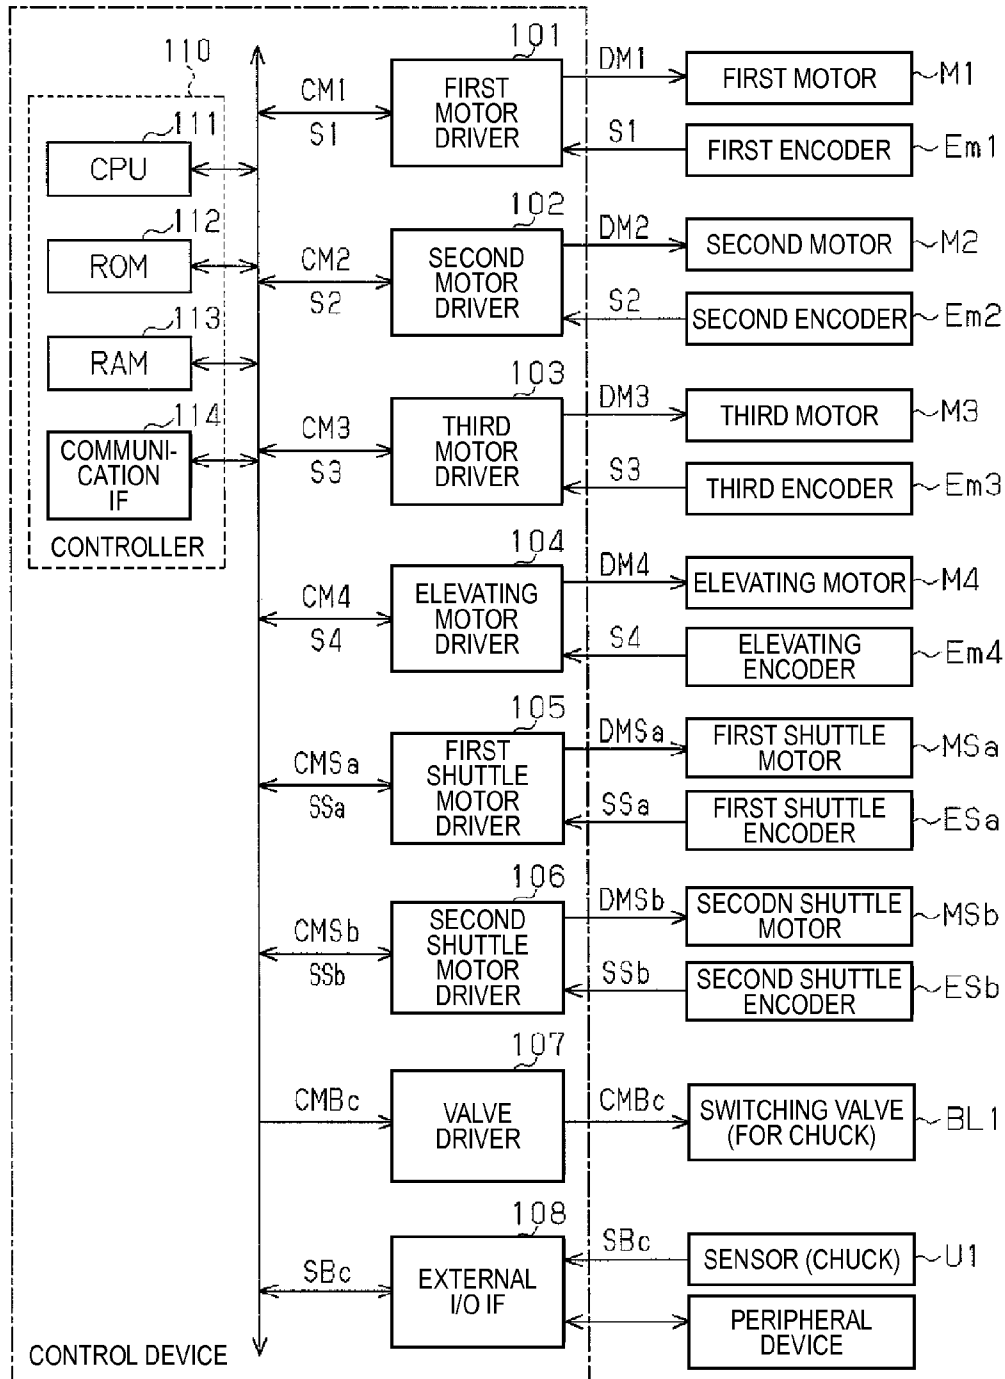 110
111
CPU
112
ROM
113
RAM
114
COMMUNI-
CATION
IF
CONTROLLER
CM1
S1
101
FIRST
MOTOR
DRIVER
DM1
FIRST MOTOR
M1
S1
FIRST ENCODER
Em1
CM2
S2
102
SECOND
MOTOR
DRIVER
DM2
SECOND MOTOR
M2
S2
SECOND ENCODER
Em2
CM3
S3
103
THIRD
MOTOR
DRIVER
DM3
THIRD MOTOR
M3
S3
THIRD ENCODER
Em3
CM4
S4
104
ELEVATING
MOTOR
DRIVER
DM4
ELEVATING MOTOR
M4
S4
ELEVATING
ENCODER
Em4
CMSa
SSa
105
FIRST
SHUTTLE
MOTOR
DRIVER
DMSa
FIRST SHUTTLE
MOTOR
MSa
SSa
FIRST SHUTTLE
ENCODER
ESa
CMSb
SSb
106
SECOND
SHUTTLE
MOTOR
DRIVER
DMSb
SECODN SHUTTLE
MOTOR
MSb
SSb
SECOND SHUTTLE
ENCODER
ESb
CMBc
107
VALVE
DRIVER
CMBc
SWITCHING VALVE
(FOR CHUCK)
BL1
SBc
108
EXTERNAL
I/O IF
SBc
SENSOR (CHUCK)
U1
PERIPHERAL
DEVICE
CONTROL DEVICE